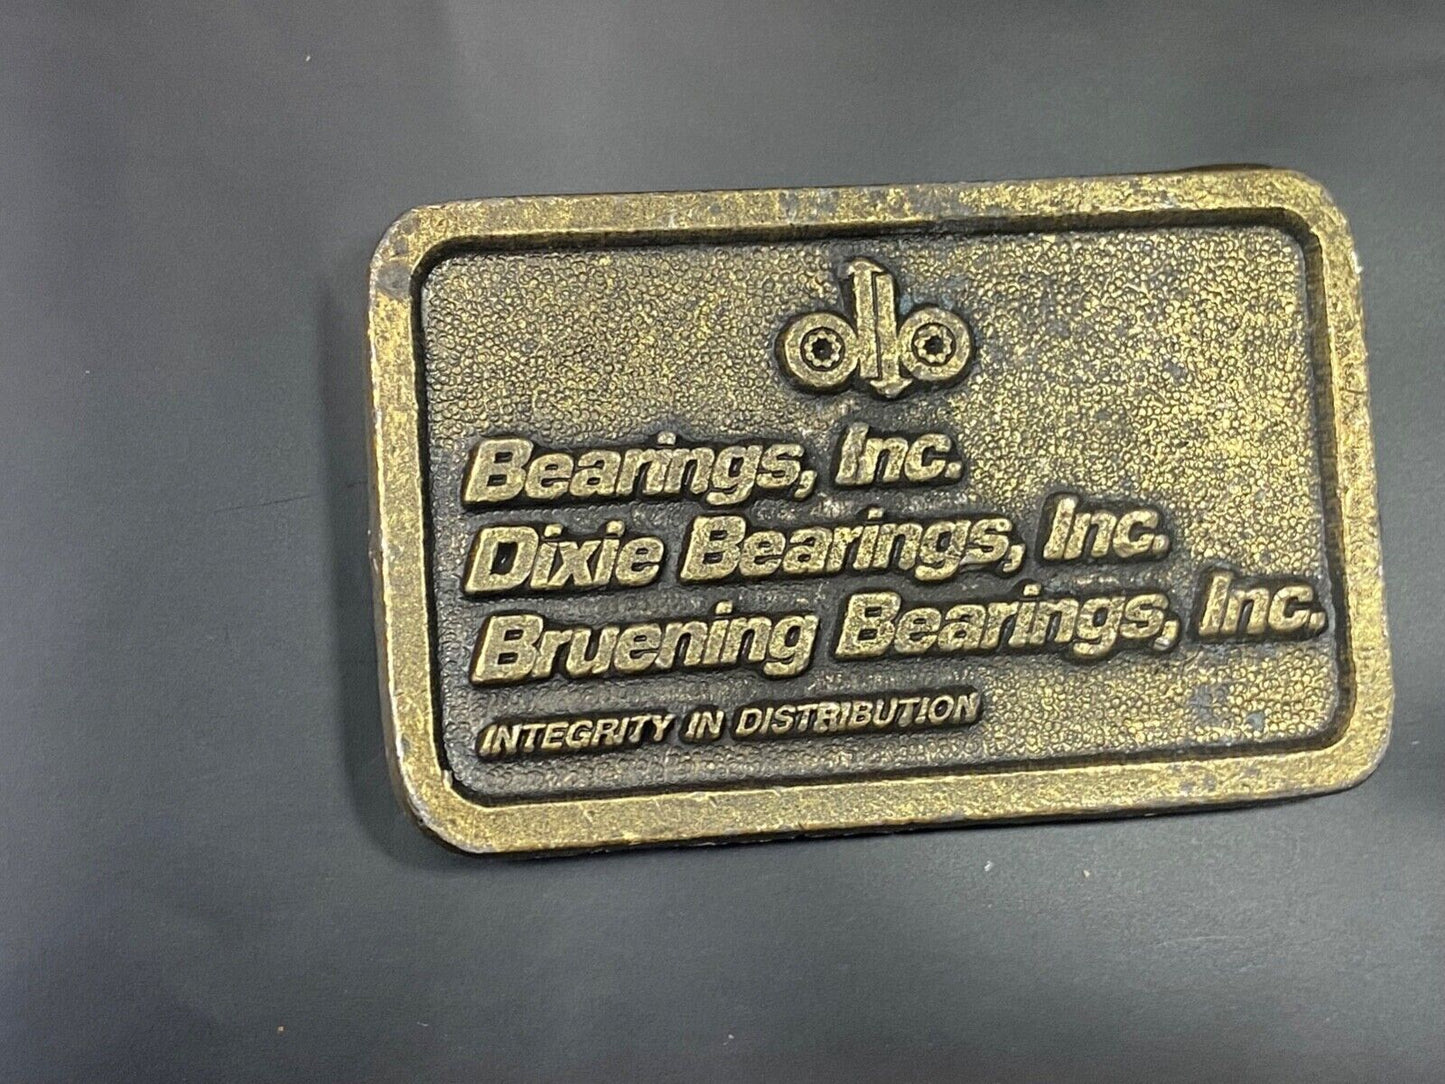 Bearings, Inc.
Dixie Bearings, Inc.
Bruening Bearings, Inc.
INTEGRITY IN DISTRIBUTION